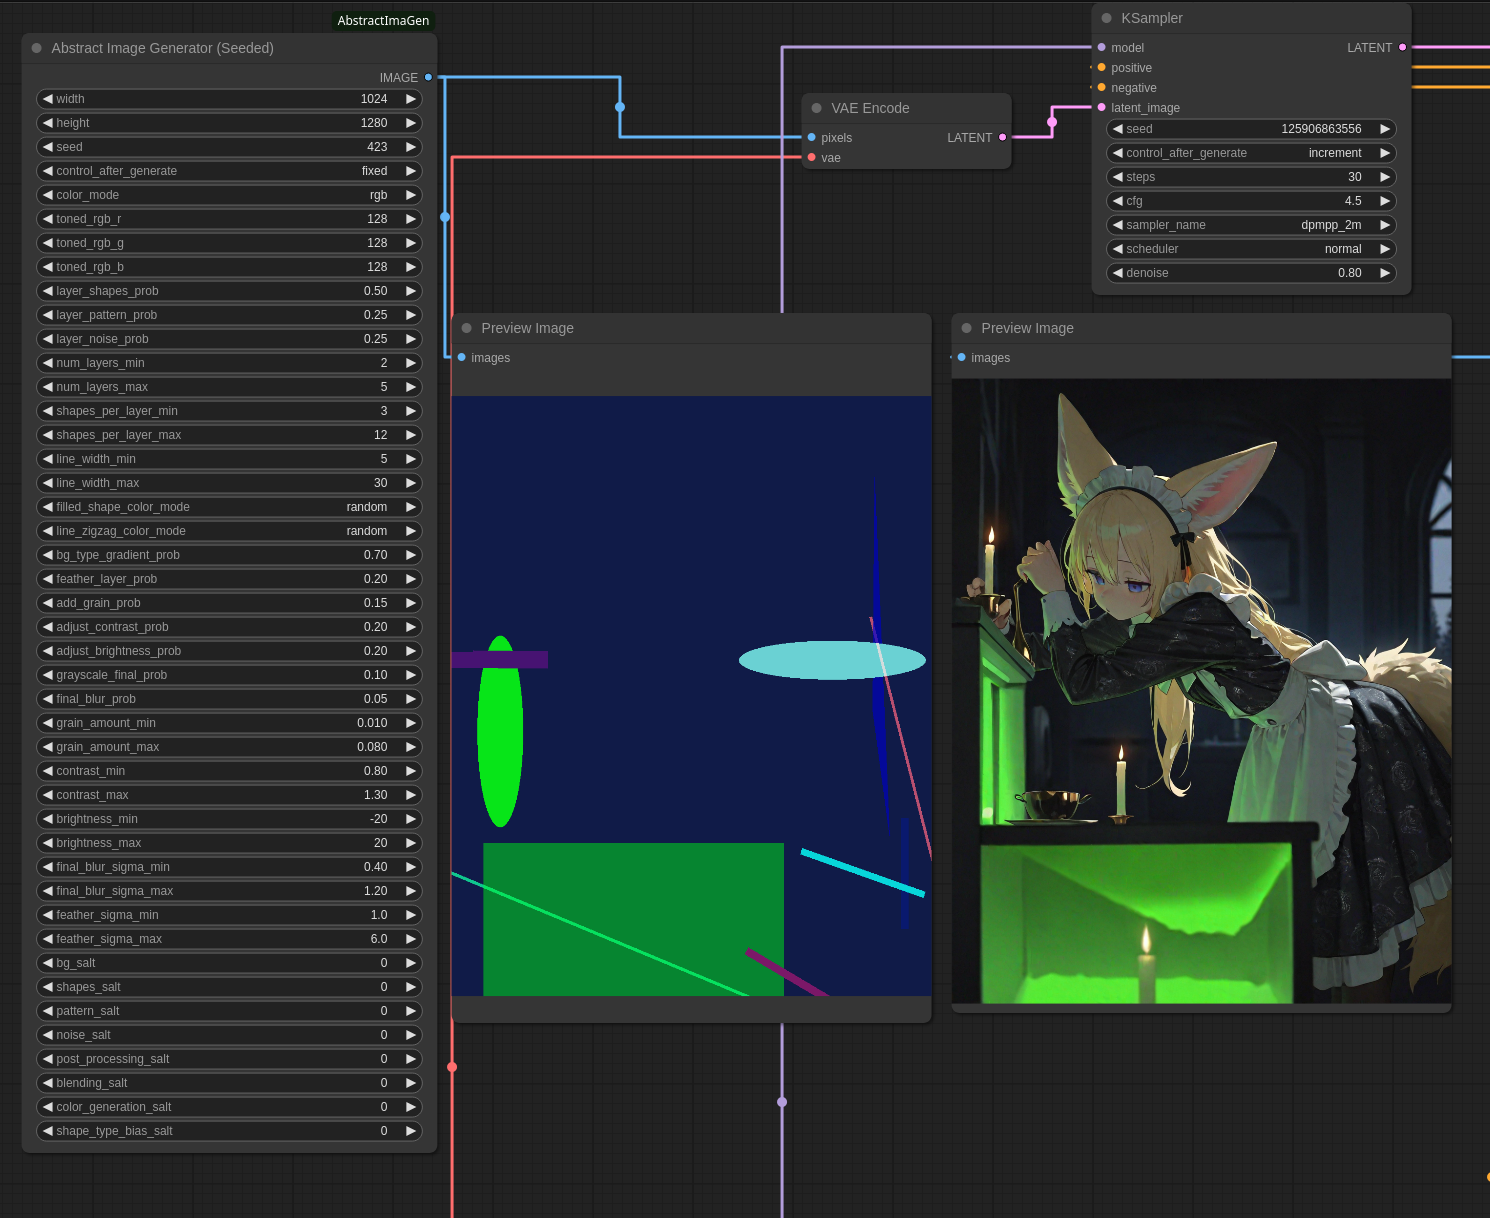 AbstractImaGen
Abstract Image Generator (Seeded)
IMAGE
width 1024
height 1280
seed 423
control_after_generate fixed
color_mode rgb
toned_rgb_r 128
toned_rgb_g 128
toned_rgb_b 128
layer_shapes_prob 0.50
layer_pattern_prob 0.25
layer_noise_prob 0.25
num_layers_min 2
num_layers_max 5
shapes_per_layer_min 3
shapes_per_layer_max 12
line_width_min 5
line_width_max 30
filled_shape_color_mode random
line_zigzag_color_mode random
bg_type_gradient_prob 0.70
feather_layer_prob 0.20
add_grain_prob 0.15
adjust_contrast_prob 0.20
adjust_brightness_prob 0.20
grayscale_final_prob 0.10
final_blur_prob 0.05
grain_amount_min 0.010
grain_amount_max 0.080
contrast_min 0.80
contrast_max 1.30
brightness_min -20
brightness_max 20
final_blur_sigma_min 0.40
final_blur_sigma_max 1.20
feather_sigma_min 1.0
feather_sigma_max 6.0
bg_salt 0
shapes_salt 0
pattern_salt 0
noise_salt 0
post_processing_salt 0
blending_salt 0
color_generation_salt 0
shape_type_bias_salt 0
VAE Encode
pixels LATENT
vae
KSampler
model LATENT
positive
negative
latent_image
seed 125906863556
control_after_generate increment
steps 30
cfg 4.5
sampler_name dpmpp_2m
scheduler normal
denoise 0.80
Preview Image
images
Preview Image
images